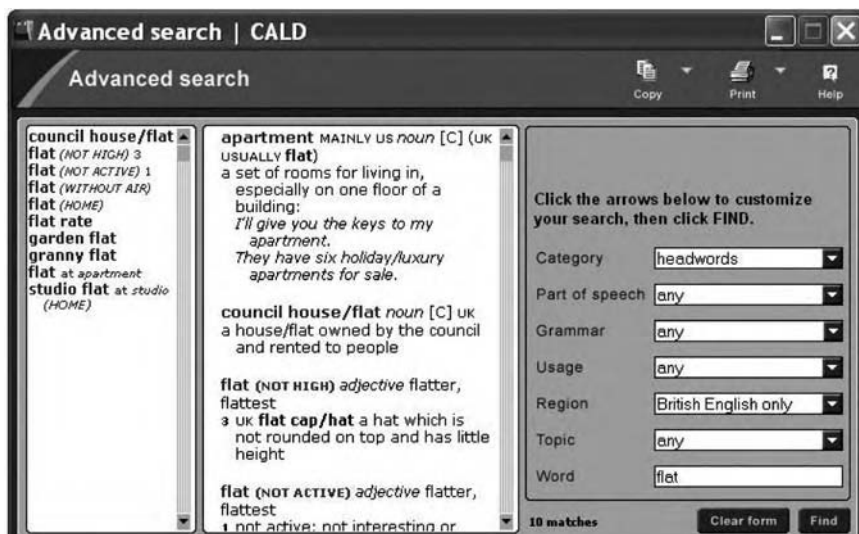 Advanced search | CALD
Advanced search
Copy
Print
Help
council house/flat
flat (NOT HIGH) 3
flat (NOT ACTIVE) 1
flat (WITHOUT AIR)
flat (HOME)
flat rate
garden flat
granny flat
flat at apartment
studio flat at studio
(HOME)
apartment MAINLY US noun [C] (UK
USUALLY flat)
a set of rooms for living in,
especially on one floor of a
building:
I'll give you the keys to my
apartment.
They have six holiday/luxury
apartments for sale.
council house/flat noun [C] UK
a house/flat owned by the council
and rented to people
flat (NOT HIGH) adjective flatter,
flattest
3 UK flat cap/hat a hat which is
not rounded on top and has little
height
flat (NOT ACTIVE) adjective flatter,
flattest
1 not active; not interesting or
Click the arrows below to customize
your search, then click FIND.
Category headwords
Part of speech any
Grammar any
Usage any
Region British English only
Topic any
Word flat
10 matches
Clear form
Find